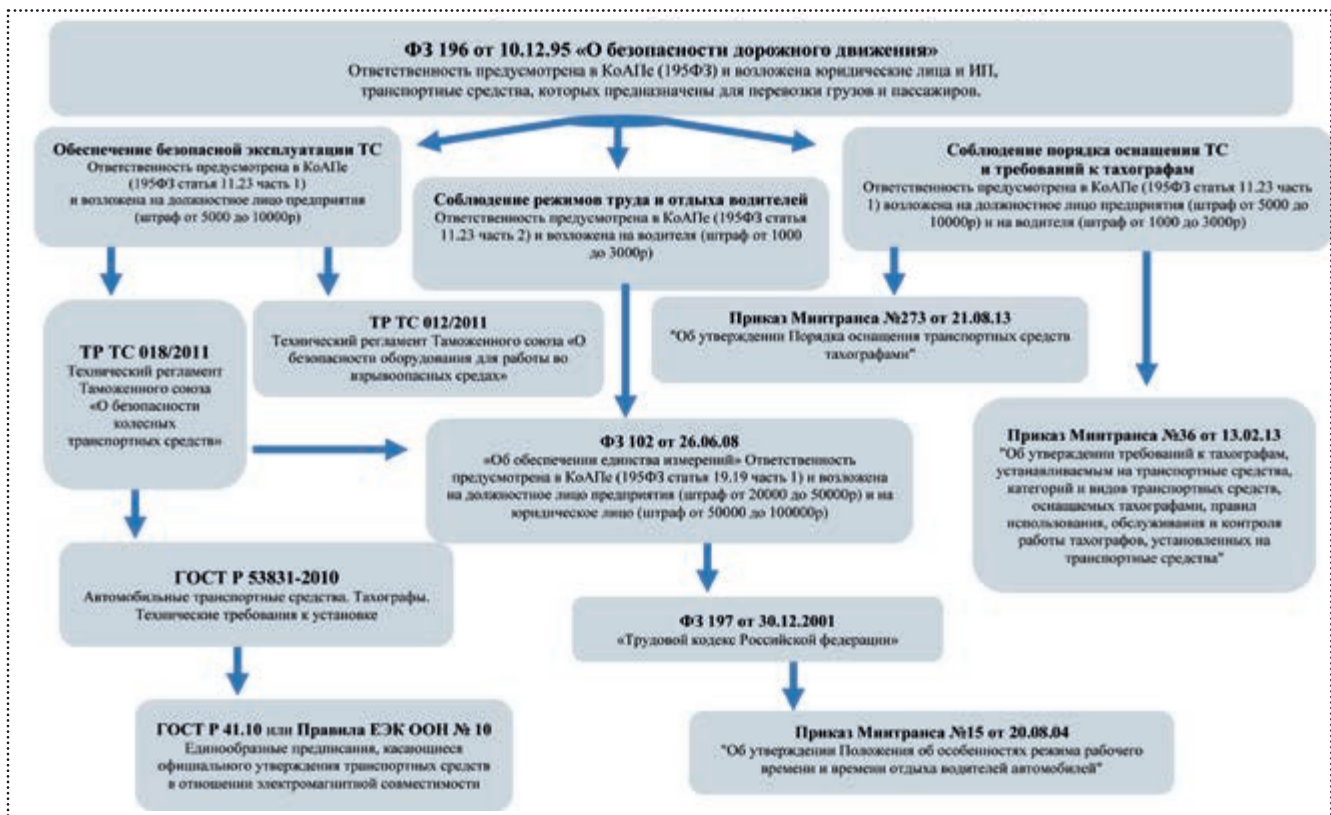 ФЗ 196 от 10.12.95 «О безопасности дорожного движения»
Ответственность предусмотрена в КоАПе (195ФЗ) и возложена юридические лица и ИП,
транспортные средства, которых предназначены для перевозки грузов и пассажиров.
Обеспечение безопасной эксплуатации ТС
Ответственность предусмотрена в КоАПе
(195ФЗ статья 11.23 часть 1)
и возложена на должностное лицо предприятия
(штраф от 5000 до 10000р)
Соблюдение режимов труда и отдыха водителей
Ответственность предусмотрена в КоАПе (195ФЗ статья
11.23 часть 2) и возложена на водителя (штраф от 1000
до 3000р)
Соблюдение порядка оснащения ТС
и требований к тахографам
Ответственность предусмотрена в КоАПе (195ФЗ статья 11.23 часть
1) возложена на должностное лицо предприятия (штраф от 5000 до
10000р) и на водителя (штраф от 1000 до 3000р)
ТР ТС 018/2011
Технический регламент
Таможенного союза
«О безопасности
колесных
транспортных средств»
ТР ТС 012/2011
Технический регламент Таможенного союза «О
безопасности оборудования для работы во
взрывоопасных средах»
Приказ Минтранса №273 от 21.08.13
"Об утверждении Порядка оснащения транспортных средств
тахографами"
ФЗ 102 от 26.06.08
«Об обеспечении единства измерений» Ответственность
предусмотрена в КоАПе (195ФЗ статья 19.19 часть 1) и возложена
на должностное лицо предприятия (штраф от 20000 до 50000р) и на
юридическое лицо (штраф от 50000 до 100000р)
Приказ Минтранса №36 от 13.02.13
"Об утверждении требований к тахографам,
устанавливаемым на транспортные средства,
категорий и видов транспортных средств,
оснащаемых тахографами, правил
использования, обслуживания и контроля
работы тахографов, установленных на
транспортные средства"
ГОСТ Р 53831-2010
Автомобильные транспортные средства. Тахографы.
Технические требования к установке
ФЗ 197 от 30.12.2001
«Трудовой кодекс Российской федерации»
ГОСТ Р 41.10 или Правила ЕЭК ООН № 10
Единообразные предписания, касающиеся
официального утверждения транспортных средств
в отношении электромагнитной совместимости
Приказ Минтранса №15 от 20.08.04
"Об утверждении Положения об особенностях режима рабочего
времени и времени отдыха водителей автомобилей"